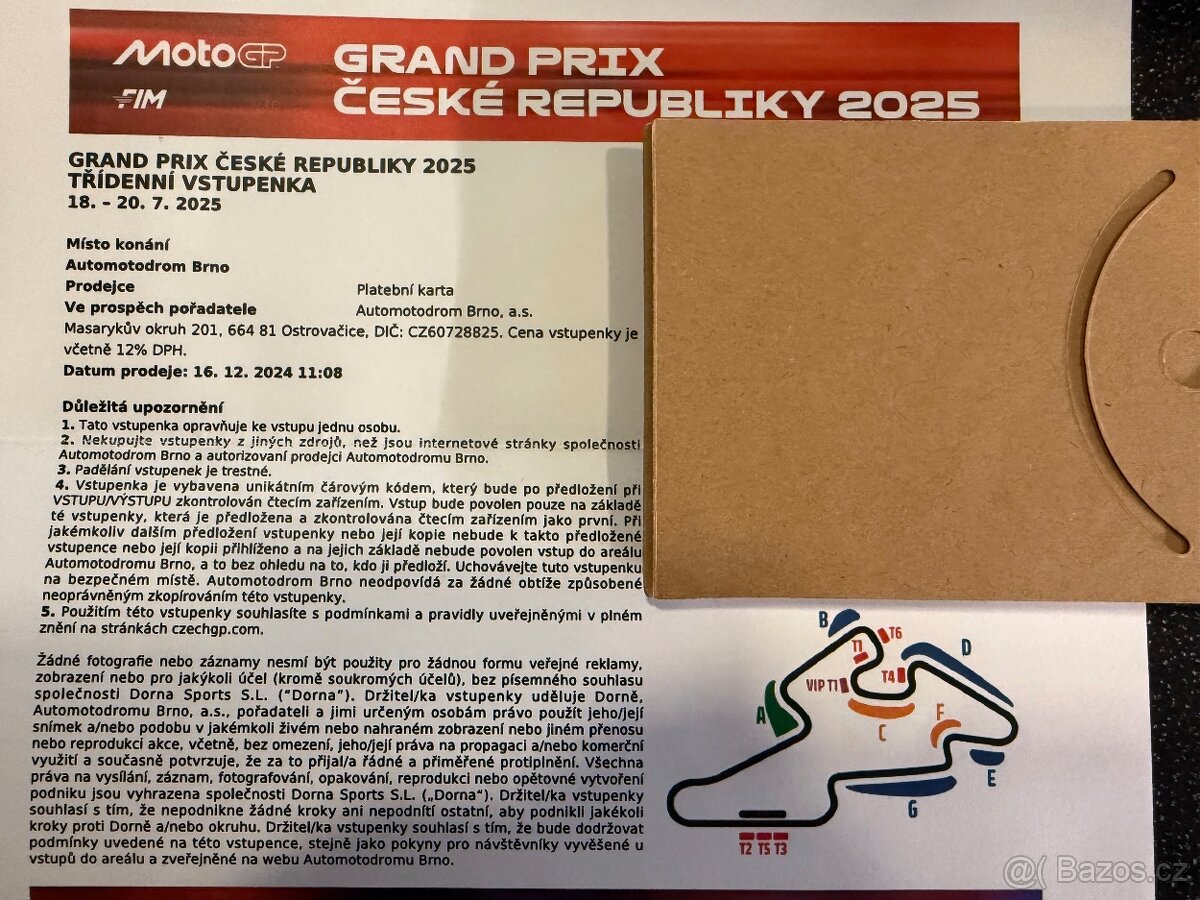 MotoGP
FIM
GRAND PRIX
ČESKÉ REPUBLIKY 2025
GRAND PRIX ČESKÉ REPUBLIKY 2025
TŘÍDENNÍ VSTUPENKA
18. - 20. 7. 2025
Místo konání
Automotodrom Brno
Prodejce Platební karta
Ve prospěch pořadatele Automotodrom Brno, a.s.
Masarykův okruh 201, 664 81 Ostrovačice, DIČ: CZ60728825. Cena vstupenky je
včetně 12% DPH.
Datum prodeje: 16. 12. 2024 11:08
Důležitá upozornění
1. Tato vstupenka opravňuje ke vstupu jednu osobu.
2. Nekupujte vstupenky z jiných zdrojů, než jsou internetové stránky společnosti
Automotodrom Brno a autorizovaní prodejci Automotodromu Brno.
3. Padělání vstupenek je trestné.
4. Vstupenka je vybavena unikátním čárovým kódem, který bude po předložení při
VSTUPU/VÝSTUPU zkontrolován čtecím zařízením. Vstup bude povolen pouze na základě
té vstupenky, která je předložena a zkontrolována čtecím zařízením jako první. Při
jakémkoliv dalším předložení vstupenky nebo její kopie nebude k takto předložené
vstupence nebo její kopii přihlíženo a na jejich základě nebude povolen vstup do areálu
Automotodromu Brno, a to bez ohledu na to, kdo ji předloží. Uchovávejte tuto vstupenku
na bezpečném místě. Automotodrom Brno neodpovídá za žádné obtíže způsobené
neoprávněným zkopírováním této vstupenky.
5. Použitím této vstupenky souhlasíte s podmínkami a pravidly uveřejněnými v plném
znění na stránkách czechgp.com.
Žádné fotografie nebo záznamy nesmí být použity pro žádnou formu veřejné reklamy,
zobrazení nebo pro jakýkoli účel (kromě soukromých účelů), bez písemného souhlasu
společnosti Dorna Sports S.L. ("Dorna"). Držitel/ka vstupenky uděluje Dorně,
Automotodromu Brno, a.s., pořadateli a jimi určeným osobám právo použít jeho/její
snímek a/nebo podobu v jakémkoli živém nebo nahraném zobrazení nebo jiném přenosu
nebo reprodukci akce, včetně, bez omezení, jeho/její práva na propagaci a/nebo komerční
využití a současně potvrzuje, že za to přijal/a řádné a přiměřené protiplnění. Všechna
práva na vysílání, záznam, fotografování, opakování, reprodukci nebo opětovné vytvoření
podniku jsou vyhrazena společnosti Dorna Sports S.L. („Dorna"). Držitel/ka vstupenky
souhlasí s tím, že nepodnikne žádné kroky ani nepodnítí ostatní, aby podnikli jakékoli
kroky proti Dorně a/nebo okruhu. Držitel/ka vstupenky souhlasí s tím, že bude dodržovat
podmínky uvedené na této vstupence, stejně jako pokyny pro návštěvníky vyvěšené u
vstupů do areálu a zveřejněné na webu Automotodromu Brno.
B
T6
T1
D
T4
VIP T1
A
C
F
E
G
T2 T5 T3
@( Bazos.cz